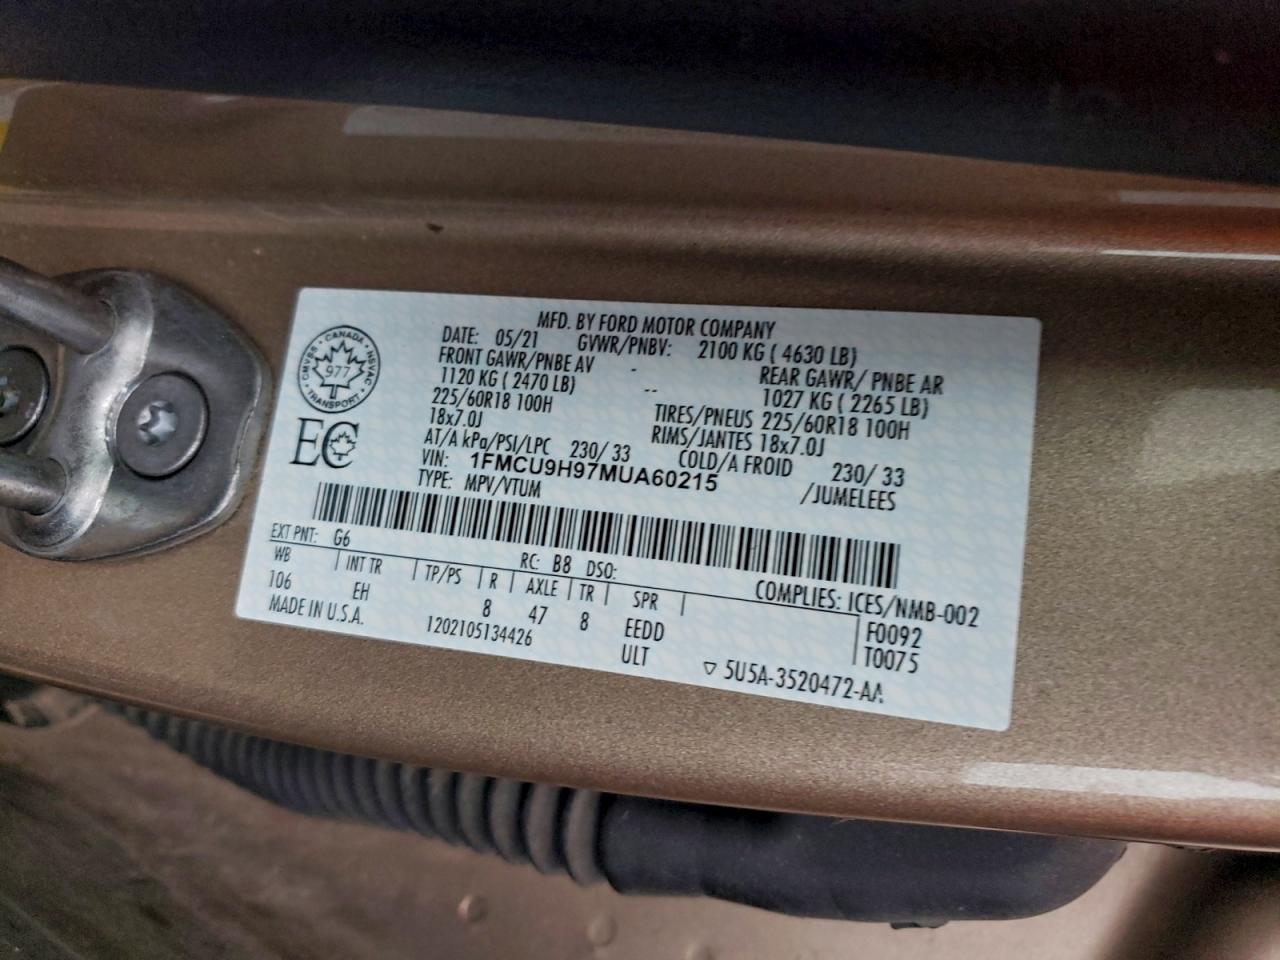 MFD. BY FORD MOTOR COMPANY
DATE: 05/21 GVWR/PNBV: 2100 KG ( 4630 LB)
FRONT GAWR/PNBE AV - REAR GAWR/ PNBE AR
1120 KG ( 2470 LB) -- 1027 KG ( 2265 LB)
225/60R18 100H TIRES/PNEUS 225/60R18 100H
18x7.0J RIMS/JANTES 18x7.0J
AT/A kPa/PSI/LPC 230/ 33 COLD/A FROID 230/ 33
VIN: 1FMCU9H97MUA60215 /JUMELEES
TYPE: MPV/VTUM
CANADA
CMVSS NSVAC
977
TRANSPORT
EC
EXT PNT: G6 RC: B8 DSO: COMPLIES: ICES/NMB-002
WB INT TR TP/PS R AXLE TR SPR F0092
106 EH 8 47 8 EEDD T0075
MADE IN U.S.A. 1202105134426 ULT ▽ 5U5A-3520472-AA